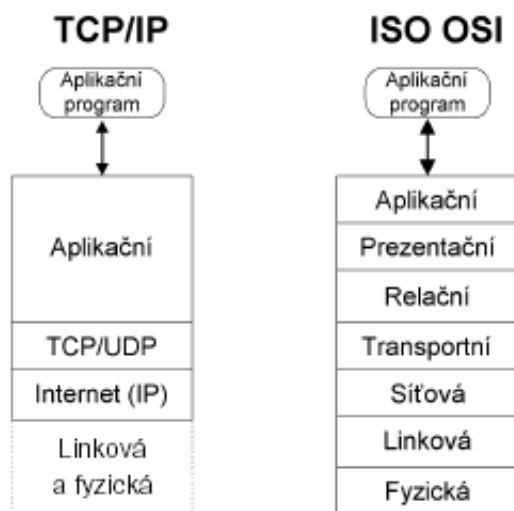 TCP/IP
Aplikační
program
Aplikační
TCP/UDP
Internet (IP)
Linková
a fyzická
ISO OSI
Aplikační
program
Aplikační
Prezentační
Relační
Transportní
Síťová
Linková
Fyzická